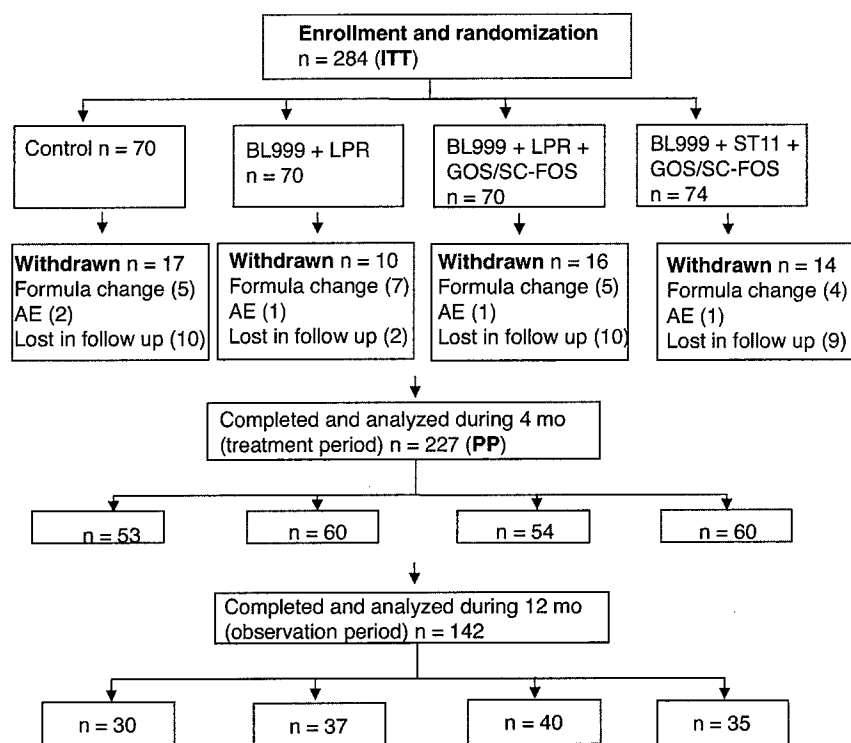 Enrollment and randomization
n = 284 (ITT)
Control n = 70
BL999 + LPR
n = 70
BL999 + LPR +
GOS/SC-FOS
n = 70
BL999 + ST11 +
GOS/SC-FOS
n = 74
Withdrawn n = 17
Formula change (5)
AE (2)
Lost in follow up (10)
Withdrawn n = 10
Formula change (7)
AE (1)
Lost in follow up (2)
Withdrawn n = 16
Formula change (5)
AE (1)
Lost in follow up (10)
Withdrawn n = 14
Formula change (4)
AE (1)
Lost in follow up (9)
Completed and analyzed during 4 mo
(treatment period) n = 227 (PP)
n = 53
n = 60
n = 54
n = 60
Completed and analyzed during 12 mo
(observation period) n = 142
n = 30
n = 37
n = 40
n = 35